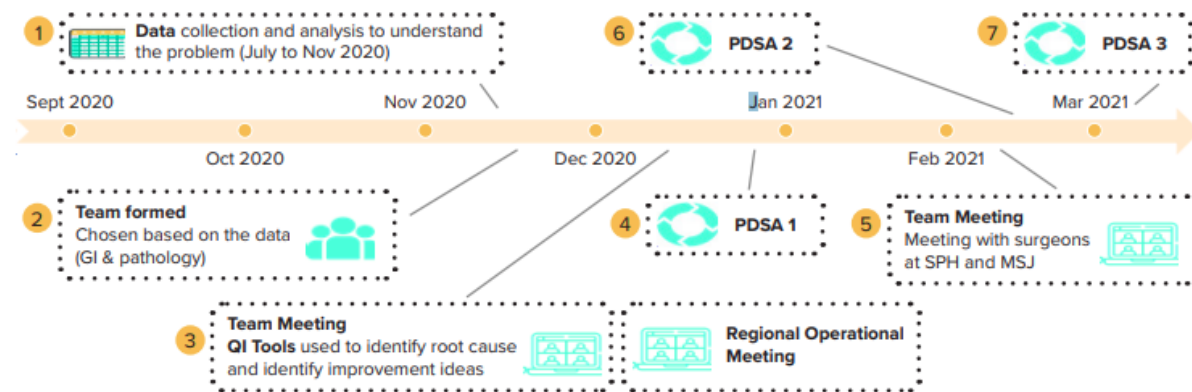 1
Data collection and analysis to understand
the problem (July to Nov 2020)
6
PDSA 2
7
PDSA 3
Sept 2020
Nov 2020
Jan 2021
Mar 2021
Oct 2020
Dec 2020
Feb 2021
2
Team formed
Chosen based on the data
(GI & pathology)
4
PDSA 1
5
Team Meeting
Meeting with surgeons
at SPH and MSJ
3
Team Meeting
QI Tools used to identify root cause
and identify improvement ideas
Regional Operational
Meeting